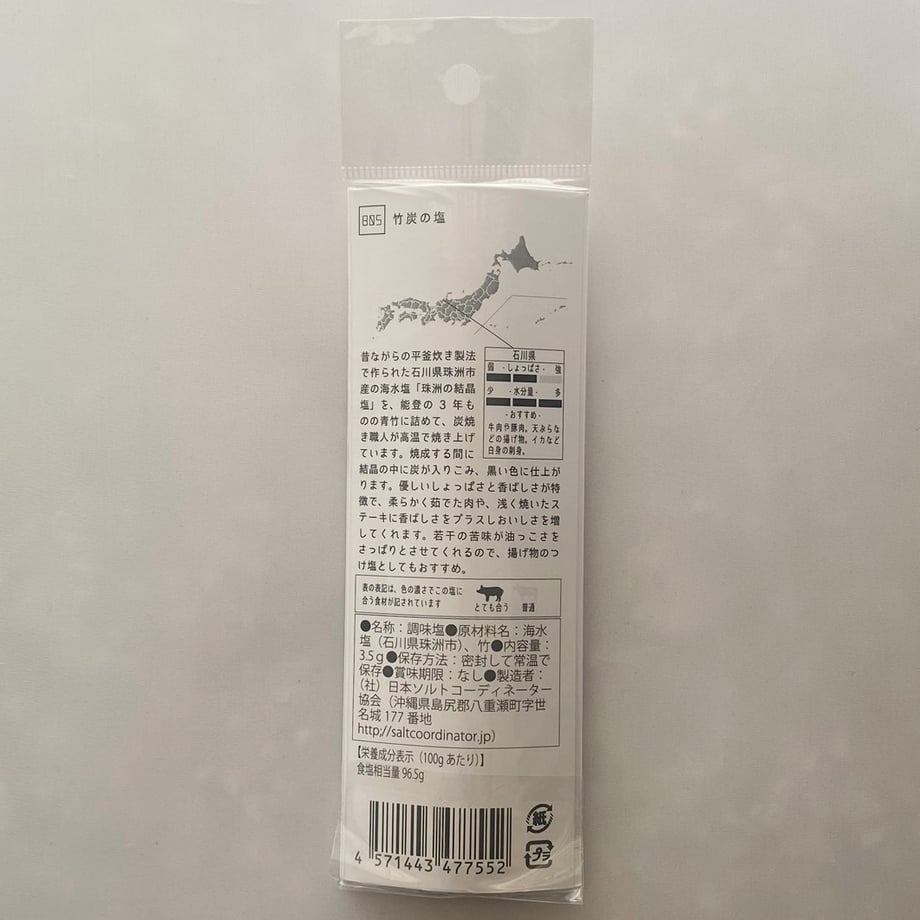 BØS 竹炭の塩
石川県
弱 -しょっぱさ- 強
少 -水分量- 多
-おすすめ-
牛肉や豚肉。天ぷらな
どの揚げ物。イカなど
白身の刺身。
昔ながらの平釜炊き製法
で作られた石川県珠洲市
産の海水塩「珠洲の結晶
塩」を、能登の3年も
のの青竹に詰めて、炭焼
き職人が高温で焼き上げ
ています。焼成する間に
結晶の中に炭が入りこみ、黒い色に仕上が
ります。優しいしょっぱさと香ばしさが特
徴で、柔らかく茹でた肉や、浅く焼いたス
テーキに香ばしさをプラスしおいしさを増
してくれます。若干の苦味が油っこさを
さっぱりとさせてくれるので、揚げ物のつ
け塩としてもおすすめ。
表の表記は、色の濃さでこの塩に
合う食材が記されています
とても合う 普通
●名称：調味塩●原材料名：海水
塩（石川県珠洲市）、竹●内容量：
3.5g●保存方法：密封して常温で
保存●賞味期限：なし●製造者：
（社）日本ソルトコーディネーター
協会（沖縄県島尻郡八重瀬町字世
名城 177 番地
http;//saltcoordinator.jp）
【栄養成分表示（100gあたり）】
食塩相当量 96.5g
紙
プラ
4 571443 477552